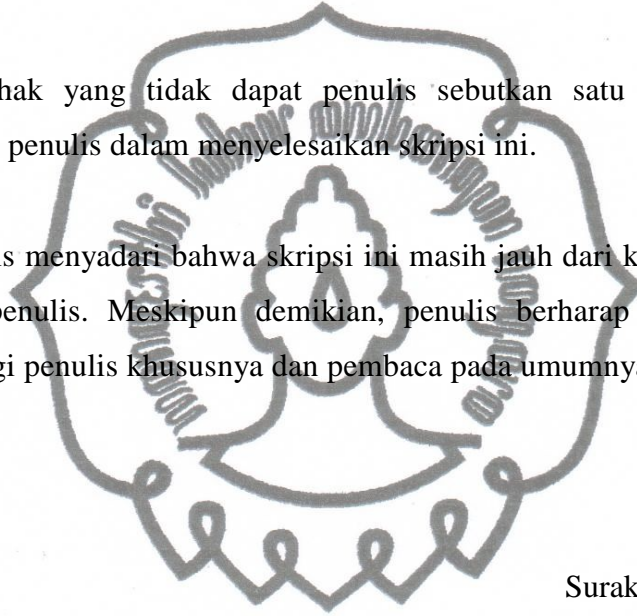 hak yang tidak dapat penulis sebutkan satu
penulis dalam menyelesaikan skripsi ini.
s menyadari bahwa skripsi ini masih jauh dari k
penulis. Meskipun demikian, penulis berharap
gi penulis khususnya dan pembaca pada umumnya
Surak